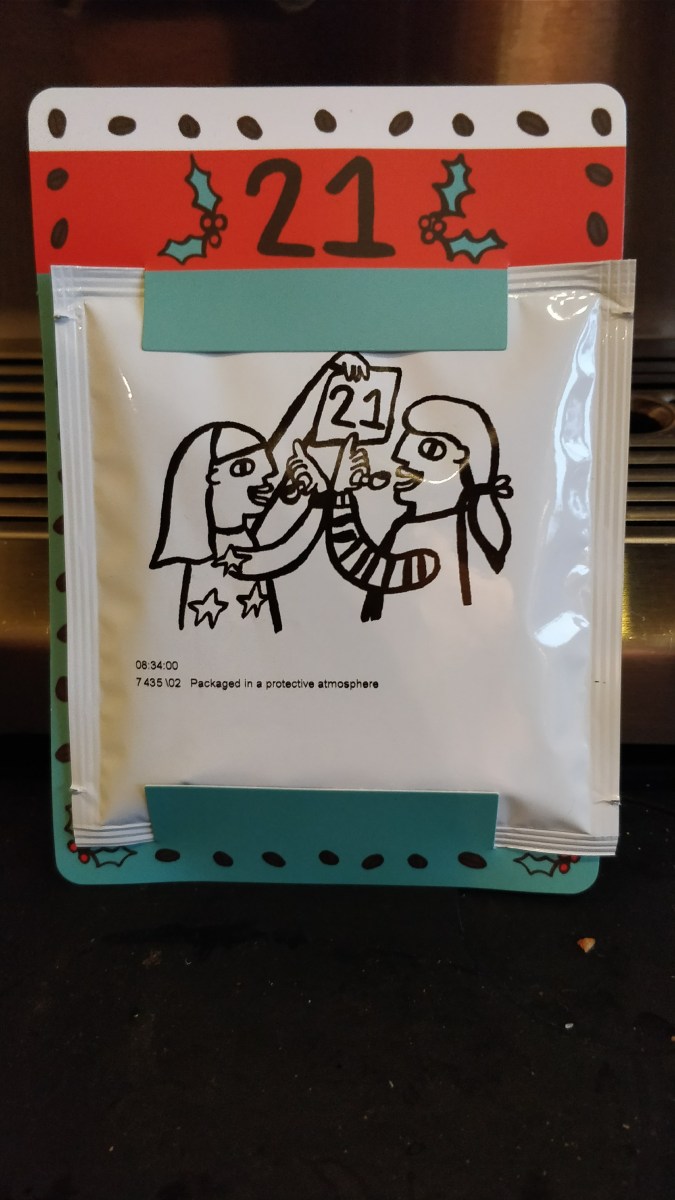 21
21
08:34:00
7 435 \02 Packaged in a protective atmosphere